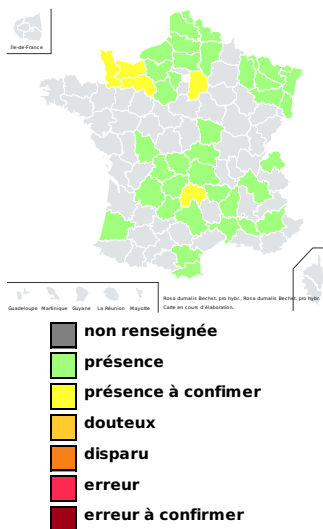 Île-de-France
Guadeloupe Martinique Guyane La Réunion Mayotte
Rosa dumalis Bechst. pro hybr., Rosa dumalis Bechst. pro hybr.
Carte en cours d'élaboration.
non renseignée
présence
présence à confimer
douteux
disparu
erreur
erreur à confirmer